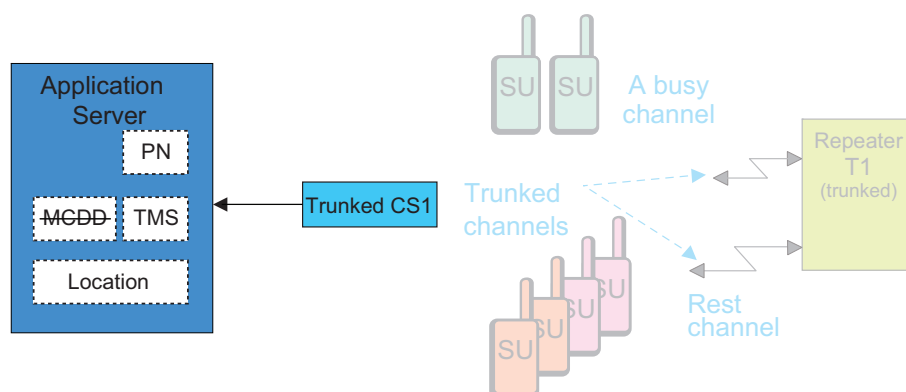 Application
Server
PN
MCDD
TMS
Location
Trunked CS1
SU
SU
A busy
channel
Trunked
channels
Repeater
T1
(trunked)
SU
SU
SU
SU
Rest
channel